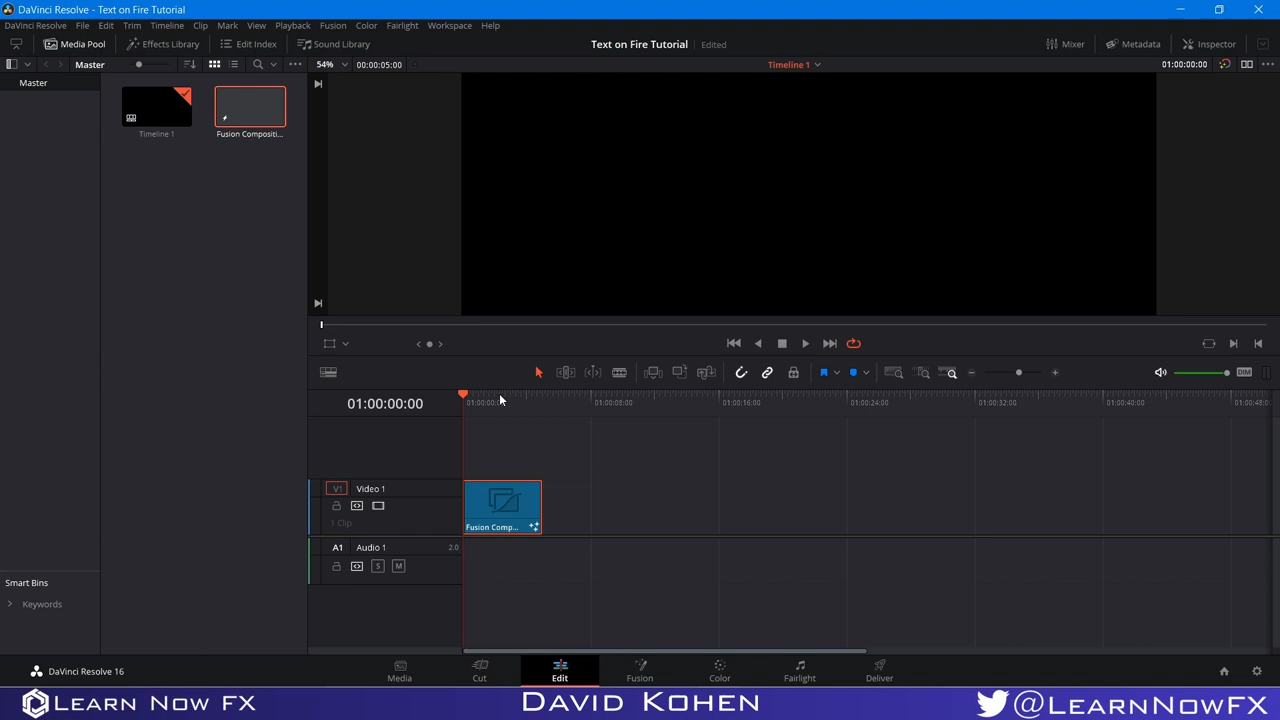 DaVinci Resolve - Text on Fire Tutorial
DaVinci Resolve File Edit Trim Timeline Clip Mark View Playback Fusion Color Fairlight Workspace Help
Media Pool Effects Library Edit Index Sound Library Text on Fire Tutorial Edited Mixer Metadata Inspector
Master 54% 00:00:05:00 Timeline 1 01:00:00:00
Master
Timeline 1 Fusion Compositi...
DIM
01:00:00:00 01:00:08:00 01:00:16:00 01:00:24:00 01:00:32:00 01:00:40:00
01:00:00:00
V1 Video 1
1 Clip
Fusion Comp...
A1 Audio 1 2.0
S M
Smart Bins
Keywords
DaVinci Resolve 16 Media Cut Edit Fusion Color Fairlight Deliver
Learn Now FX David Kohen @LearnNowFX